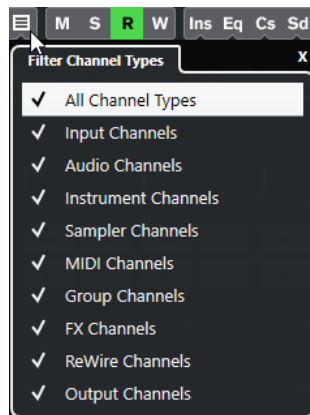 M S R W Ins Eq Cs Sd
Filter Channel Types X
All Channel Types
Input Channels
Audio Channels
Instrument Channels
Sampler Channels
MIDI Channels
Group Channels
FX Channels
ReWire Channels
Output Channels